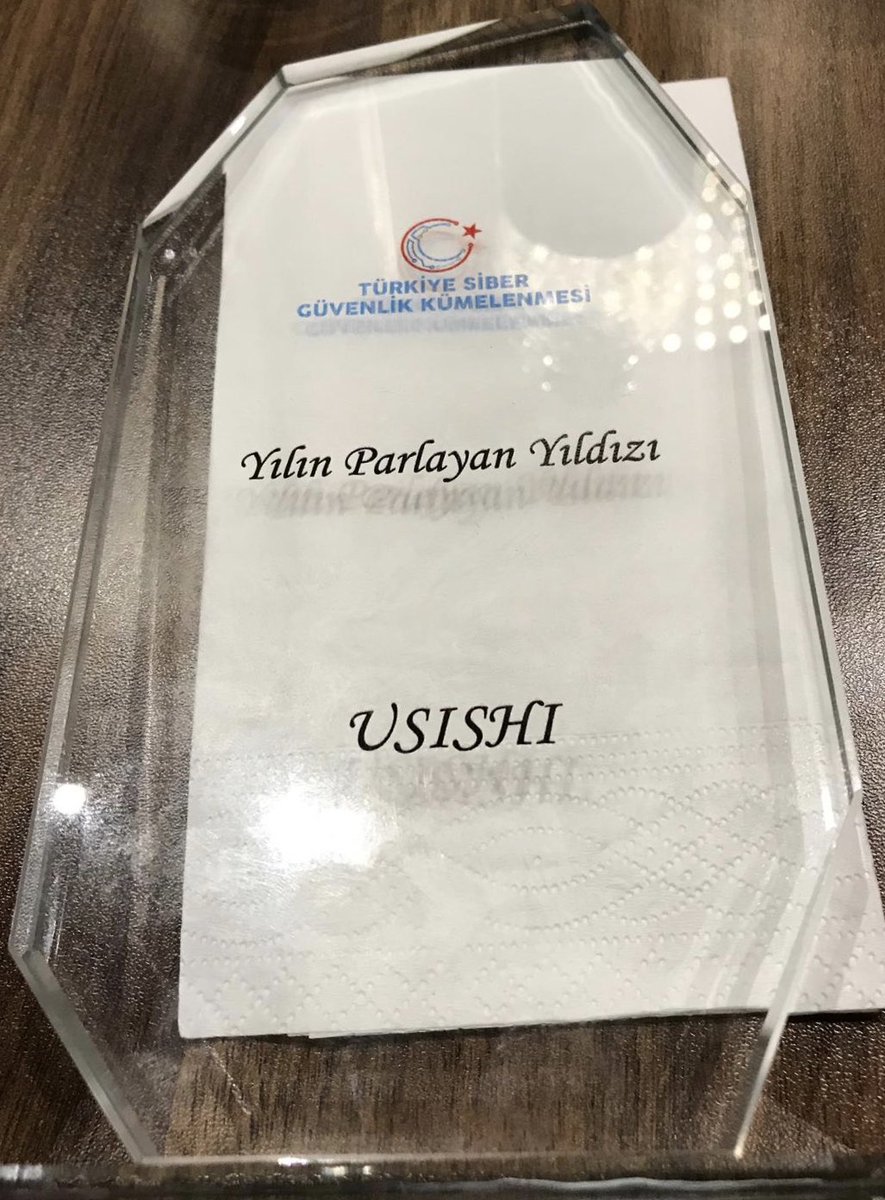 TÜRKİYE SİBER
GÜVENLİK KÜMELENMESİ
Yılın Parlayan Yıldızı
USISHI